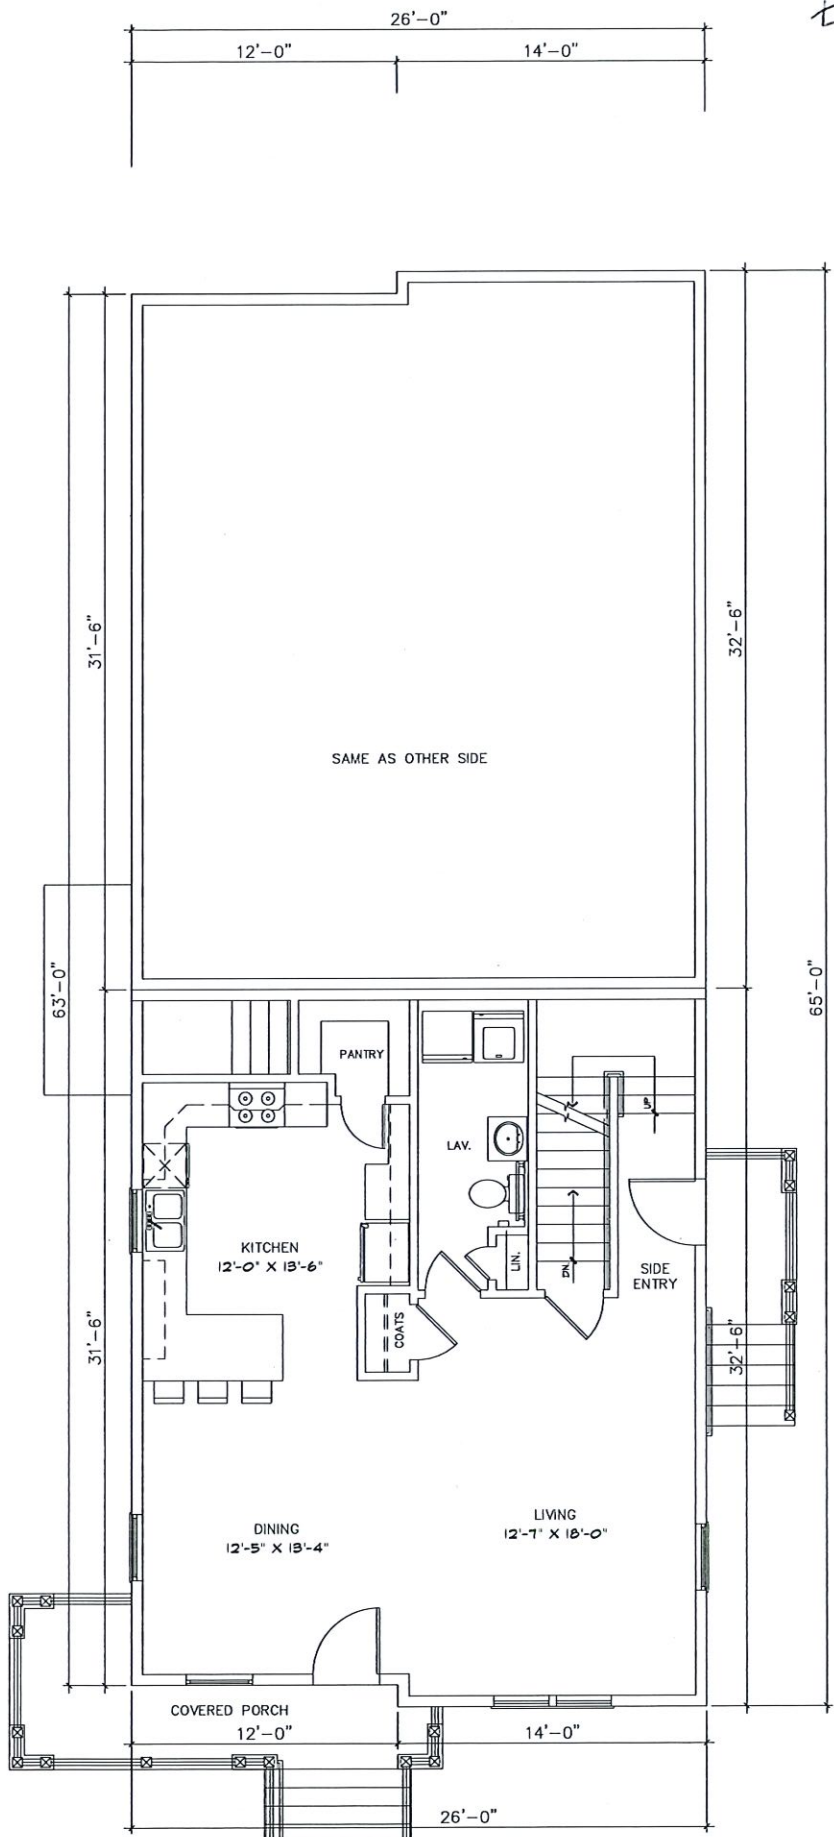 26'-0"
12'-0"
14'-0"
31'-6"
32'-6"
SAME AS OTHER SIDE
63'-0"
65'-0"
PANTRY
UP
LAV.
KITCHEN
12'-0" X 13'-6"
LIN.
DN.
SIDE
ENTRY
COATS
31'-6"
32'-6"
DINING
12'-5" X 13'-4"
LIVING
12'-7" X 18'-0"
COVERED PORCH
12'-0"
14'-0"
26'-0"